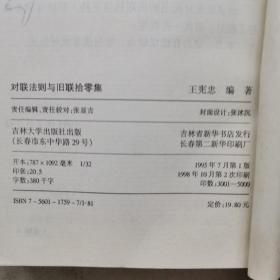 对联法则与旧联拾零集 王宪忠 编著
责任编辑、责任校对：张显吉 封面设计：张沐沉
吉林大学出版社出版 吉林省新华书店发行
（长春市东中华路29号） 长春第二新华印刷厂
开本：787×1092毫米 1/32 1995年7月第1版
印张：20.5 1998年10月第2次印刷
字数：380千字 印数：3001-5000
ISBN 7-5601-1759-7/I·81 定价：19.80元